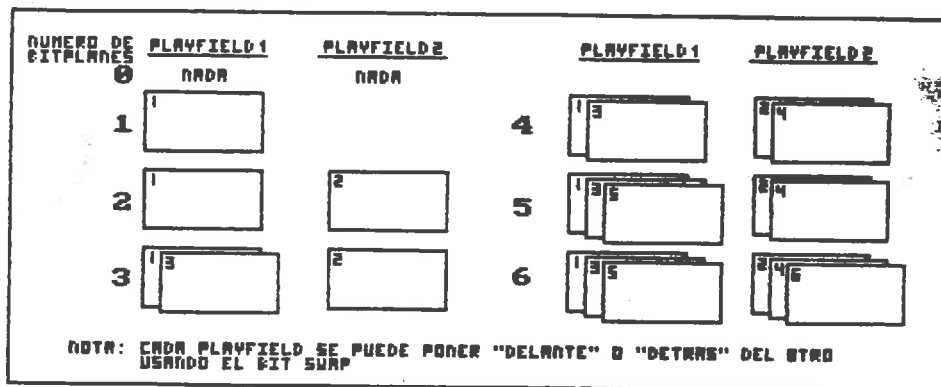 NUMERO DE
BITPLANES
PLAYFIELD 1
PLAYFIELD 2
0
NADA
NADA
1
1
2
1
2
3
1
3
2
PLAYFIELD 1
PLAYFIELD 2
4
1
3
2
4
5
1
3
5
2
4
6
1
3
5
2
4
6
NOTA: CADA PLAYFIELD SE PUEDE PONER "DELANTE" O "DETRAS" DEL OTRO
USANDO EL BIT SWAP